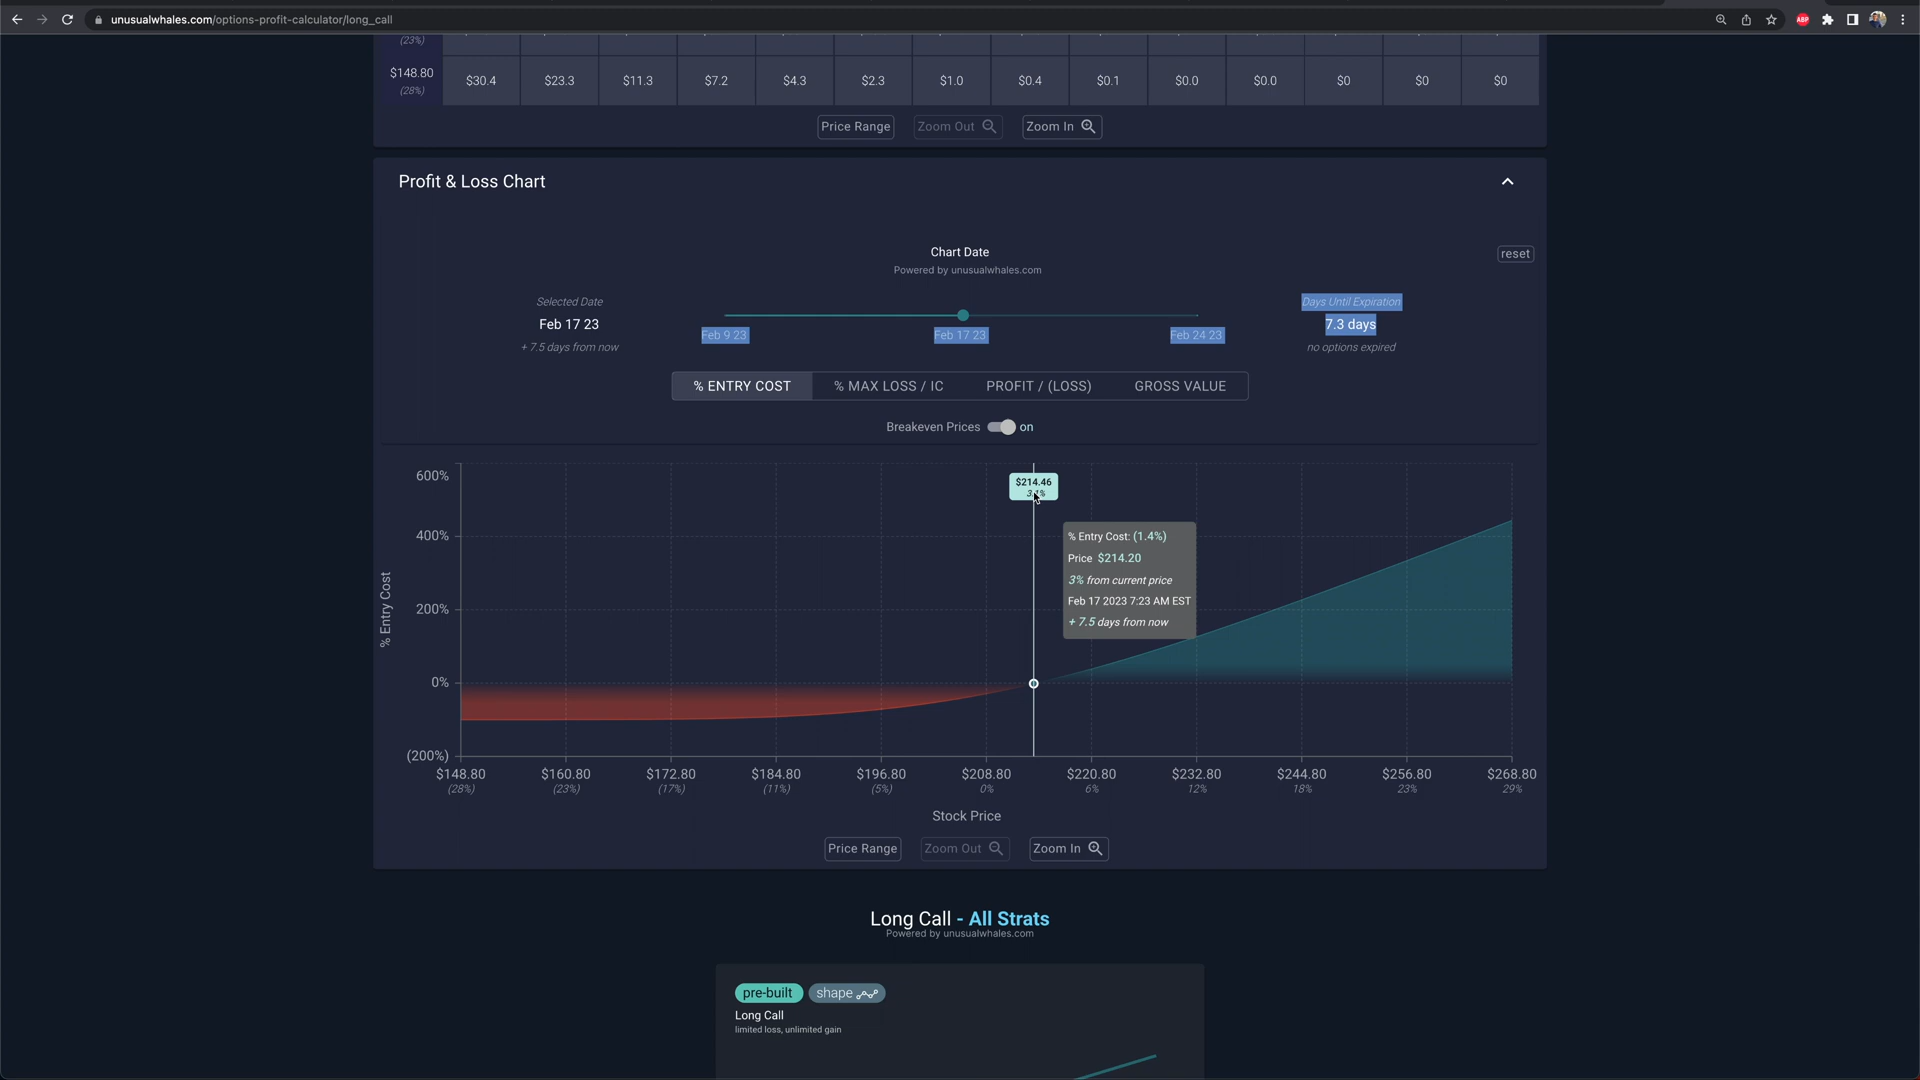 unusualwhales.com/options-profit-calculator/long_call
ABP
(23%)
$148.80 $30.4 $23.3 $11.3 $7.2 $4.3 $2.3 $1.0 $0.4 $0.1 $0.0 $0.0 $0 $0 $0
(28%)
Price Range Zoom Out Zoom In
Profit & Loss Chart
Chart Date
reset
Powered by unusualwhales.com
Selected Date
Days Until Expiration
Feb 17 23
7.3 days
Feb 9 23 Feb 17 23 Feb 24 23
+ 7.5 days from now
no options expired
% ENTRY COST % MAX LOSS / IC PROFIT / (LOSS) GROSS VALUE
Breakeven Prices on
600%
$214.46
3.1%
400%
% Entry Cost: (1.4%)
Price $214.20
3% from current price
Feb 17 2023 7:23 AM EST
+ 7.5 days from now
% Entry Cost
200%
0%
(200%)
$148.80 $160.80 $172.80 $184.80 $196.80 $208.80 $220.80 $232.80 $244.80 $256.80 $268.80
(28%) (23%) (17%) (11%) (5%) 0% 6% 12% 18% 23% 29%
Stock Price
Price Range Zoom Out Zoom In
Long Call - All Strats
Powered by unusualwhales.com
pre-built shape
Long Call
limited loss, unlimited gain